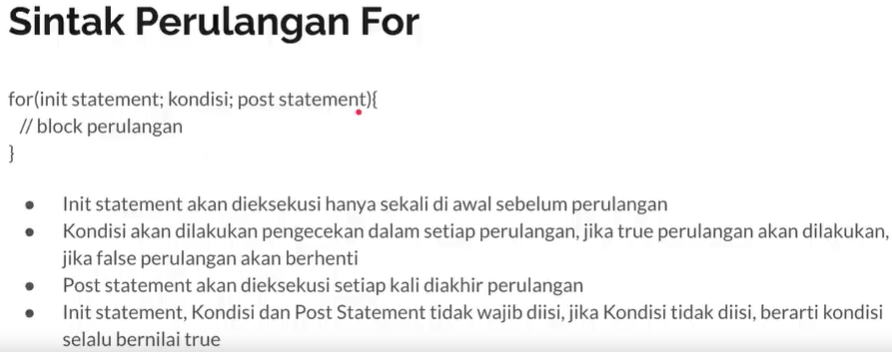 Sintak Perulangan For
for(init statement; kondisi; post statement){
// block perulangan
}
● Init statement akan dieksekusi hanya sekali di awal sebelum perulangan
● Kondisi akan dilakukan pengecekan dalam setiap perulangan, jika true perulangan akan dilakukan,
jika false perulangan akan berhenti
● Post statement akan dieksekusi setiap kali diakhir perulangan
● Init statement, Kondisi dan Post Statement tidak wajib diisi, jika Kondisi tidak diisi, berarti kondisi
selalu bernilai true